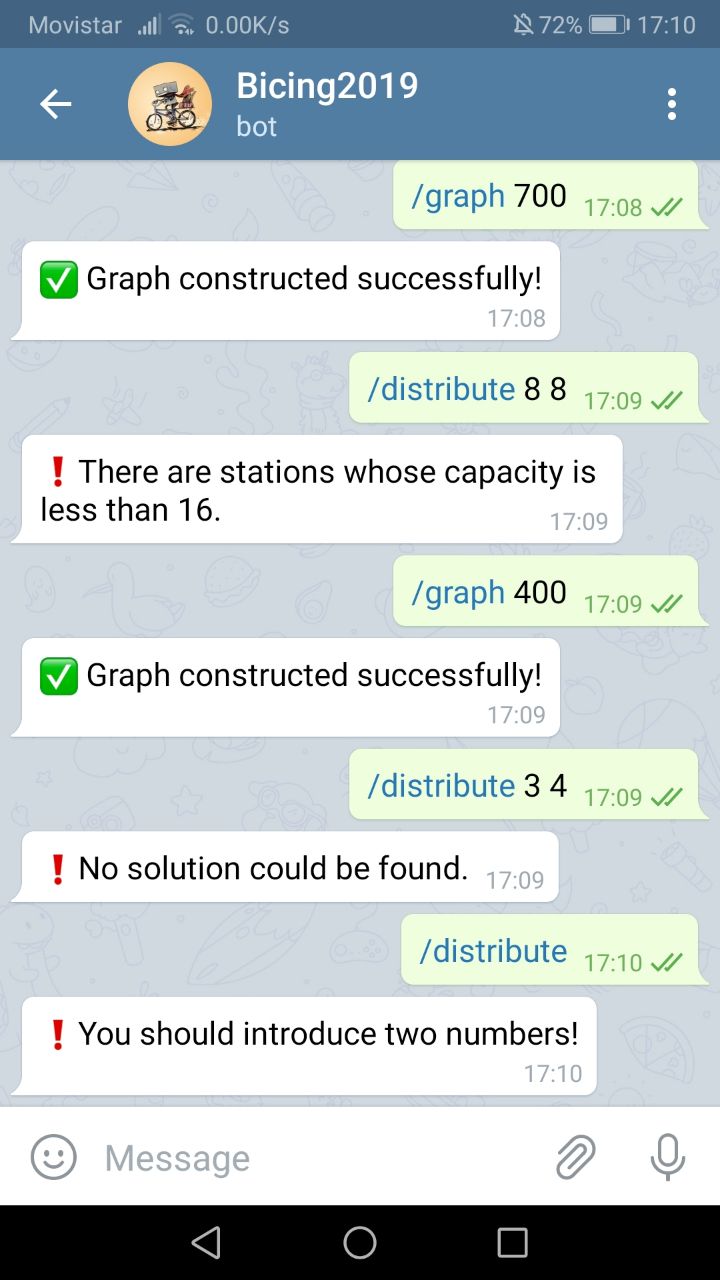 Movistar 0.00K/s 72% 17:10
Bicing2019
bot
/graph 700 17:08
✅ Graph constructed successfully!
17:08
/distribute 8 8 17:09
❗ There are stations whose capacity is
less than 16.
17:09
/graph 400 17:09
✅ Graph constructed successfully!
17:09
/distribute 3 4 17:09
❗ No solution could be found. 17:09
/distribute 17:10
❗ You should introduce two numbers!
17:10
Message